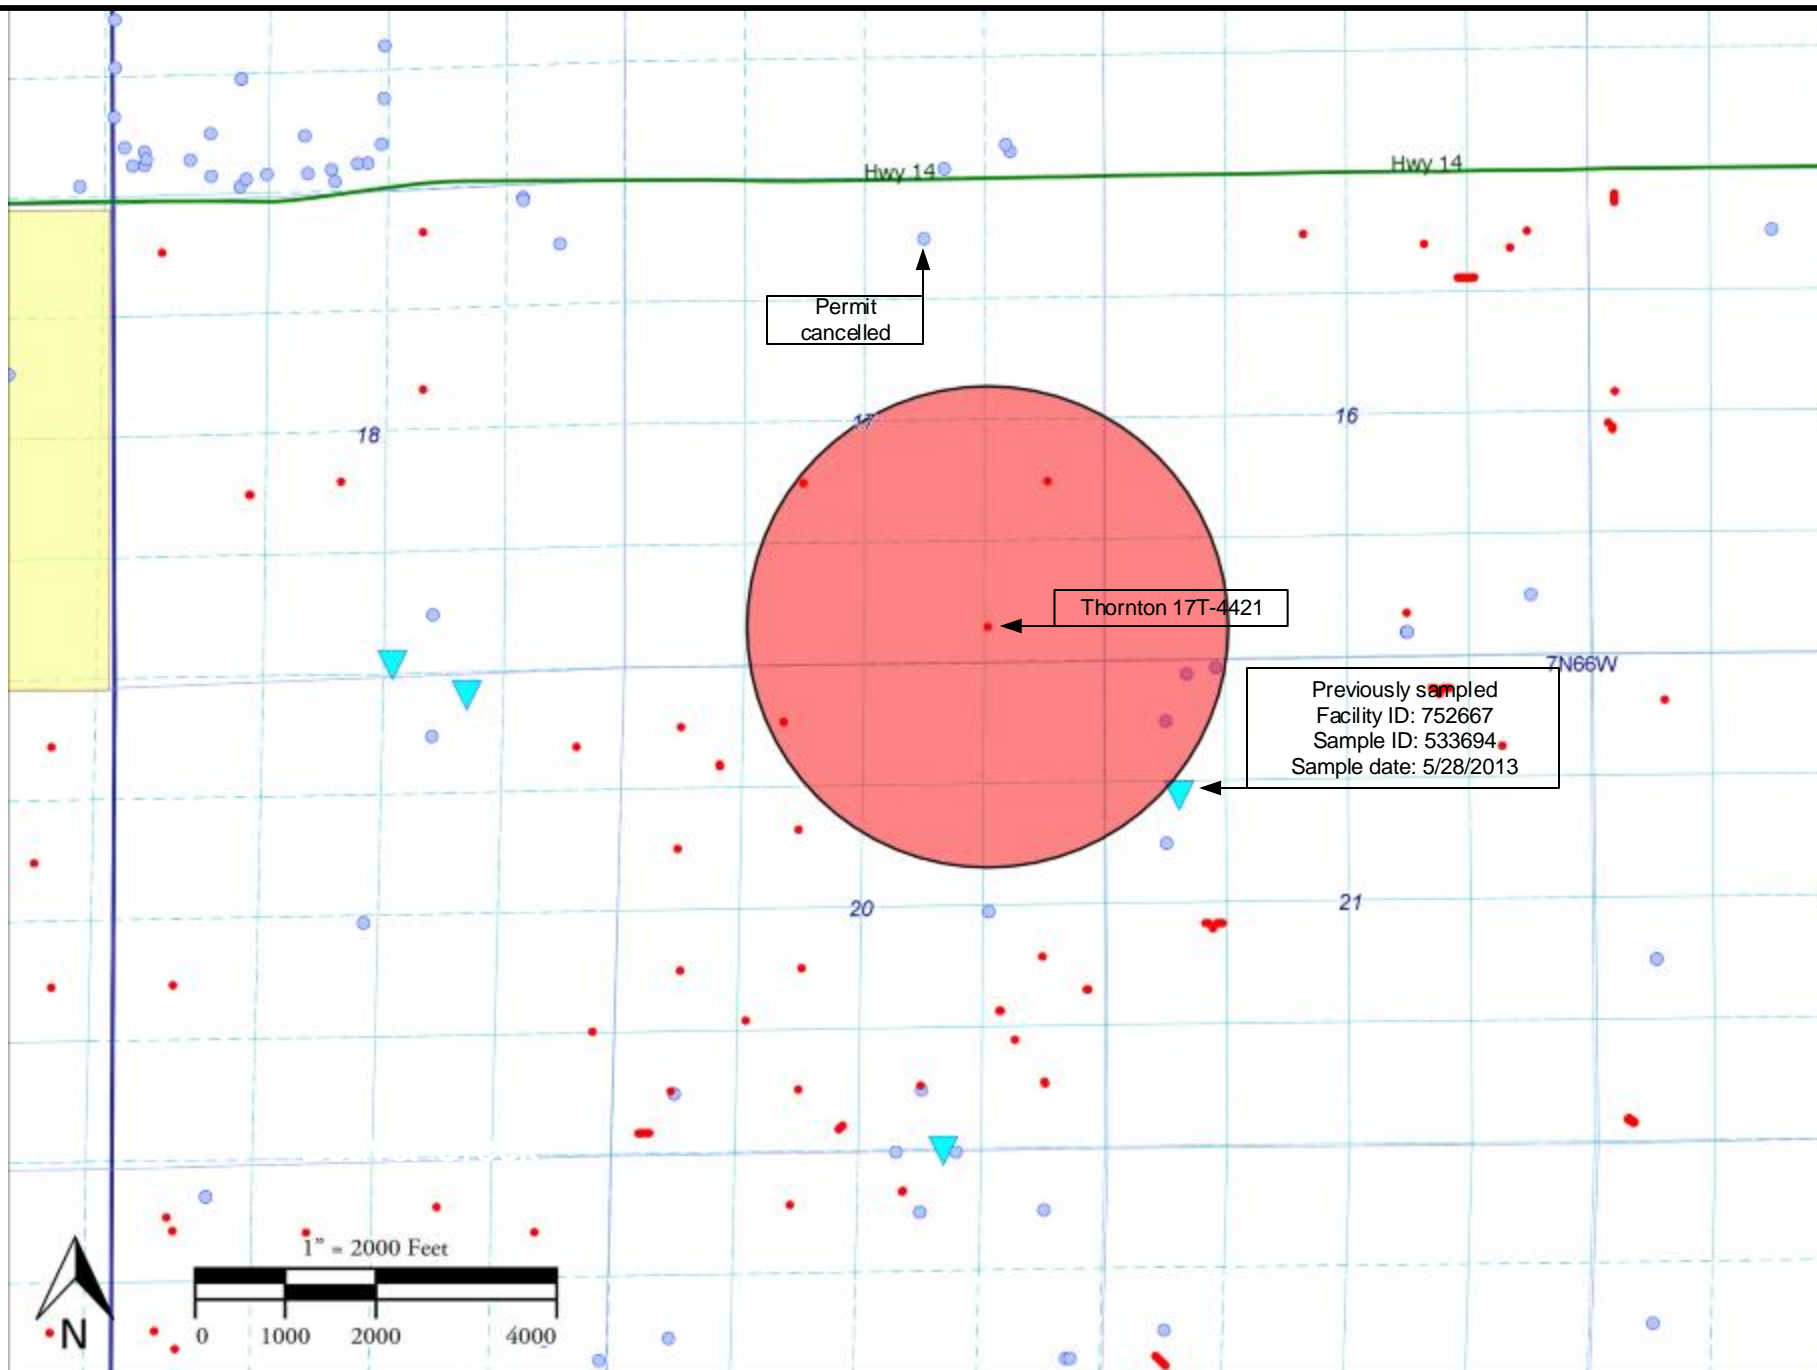 Hwy 14
Hwy 14
Permit
cancelled
18
17
16
Thornton 17T-4421
7N66W
Previously sampled
Facility ID: 752667
Sample ID: 533694
Sample date: 5/28/2013
20
21
1” = 2000 Feet
0 1000 2000 4000
N